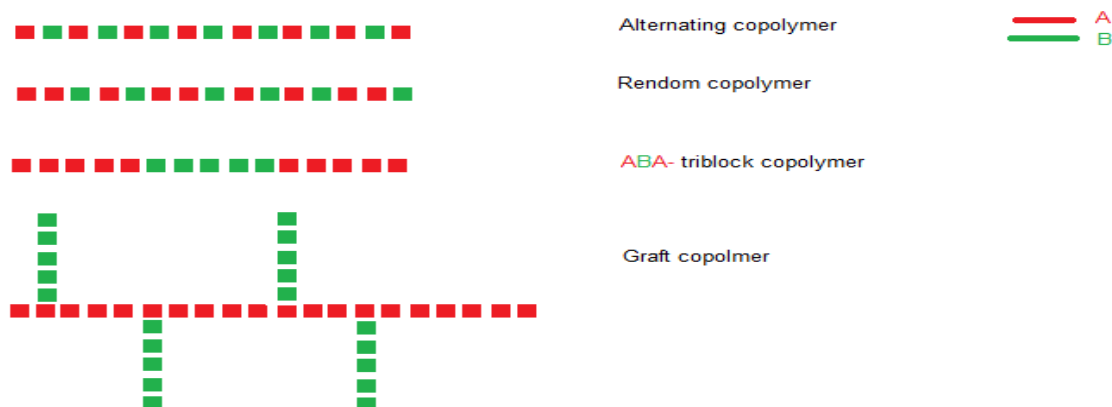 Alternating copolymer
A
B
Rendom copolymer
ABA- triblock copolymer
Graft copolmer